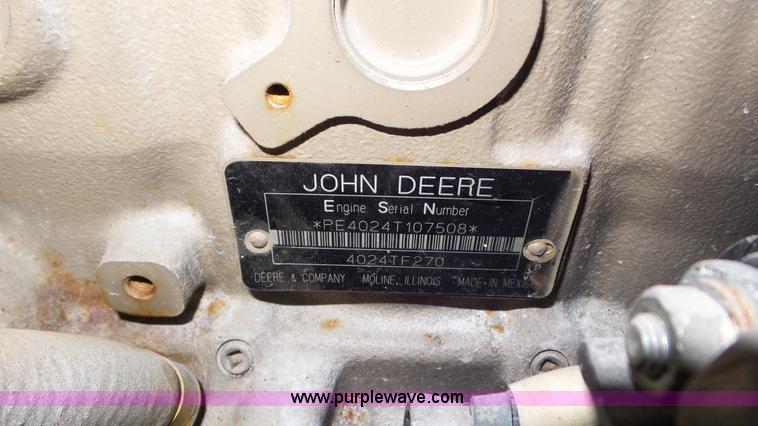 JOHN DEERE
Engine Serial Number
*PE4024T107508*
4024TF270
DEERE & COMPANY MOLINE, ILLINOIS MADE IN MEXICO
www.purplewave.com